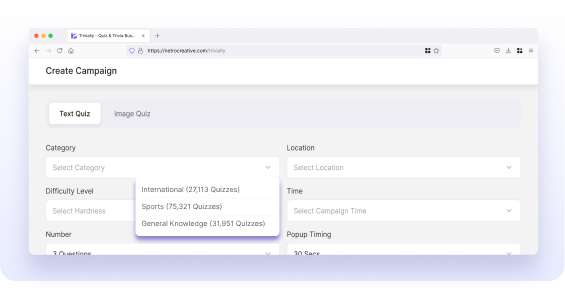 Trivially - Quiz & Trivia Bus...
https://netrocreative.com/trivially
Create Campaign
Text Quiz
Image Quiz
Category
Location
Select Category
Select Location
International (27,113 Quizzes)
Sports (75,321 Quizzes)
General Knowledge (31,951 Quizzes)
Difficulty Level
Time
Select Hardness
Select Campaign Time
Number
Popup Timing
3 Questions
30 Secs